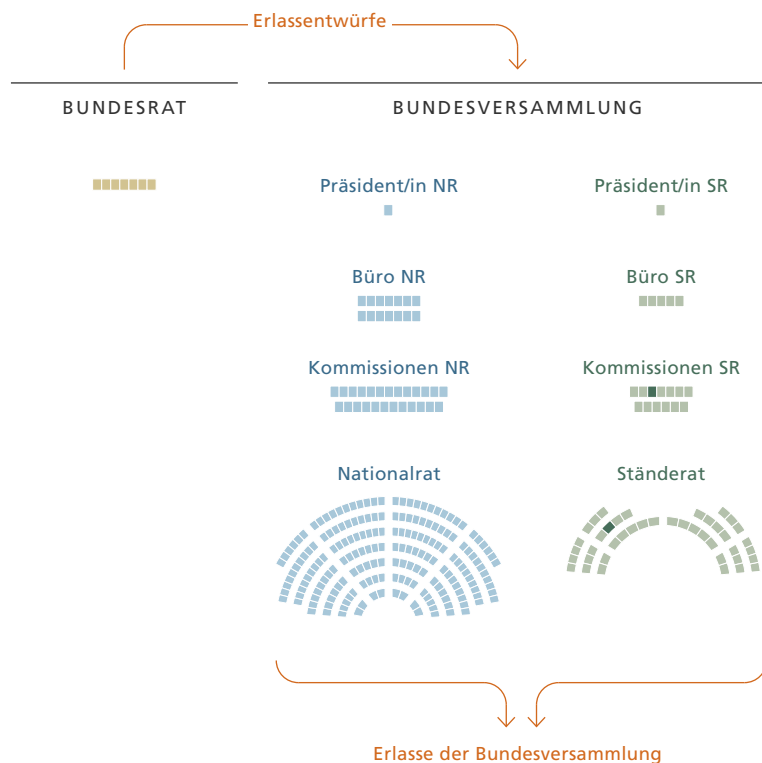 Erlassentwürfe
BUNDESRAT
BUNDESVERSAMMLUNG
Präsident/in NR
Präsident/in SR
Büro NR
Büro SR
Kommissionen NR
Kommissionen SR
Nationalrat
Ständerat
Erlasse der Bundesversammlung